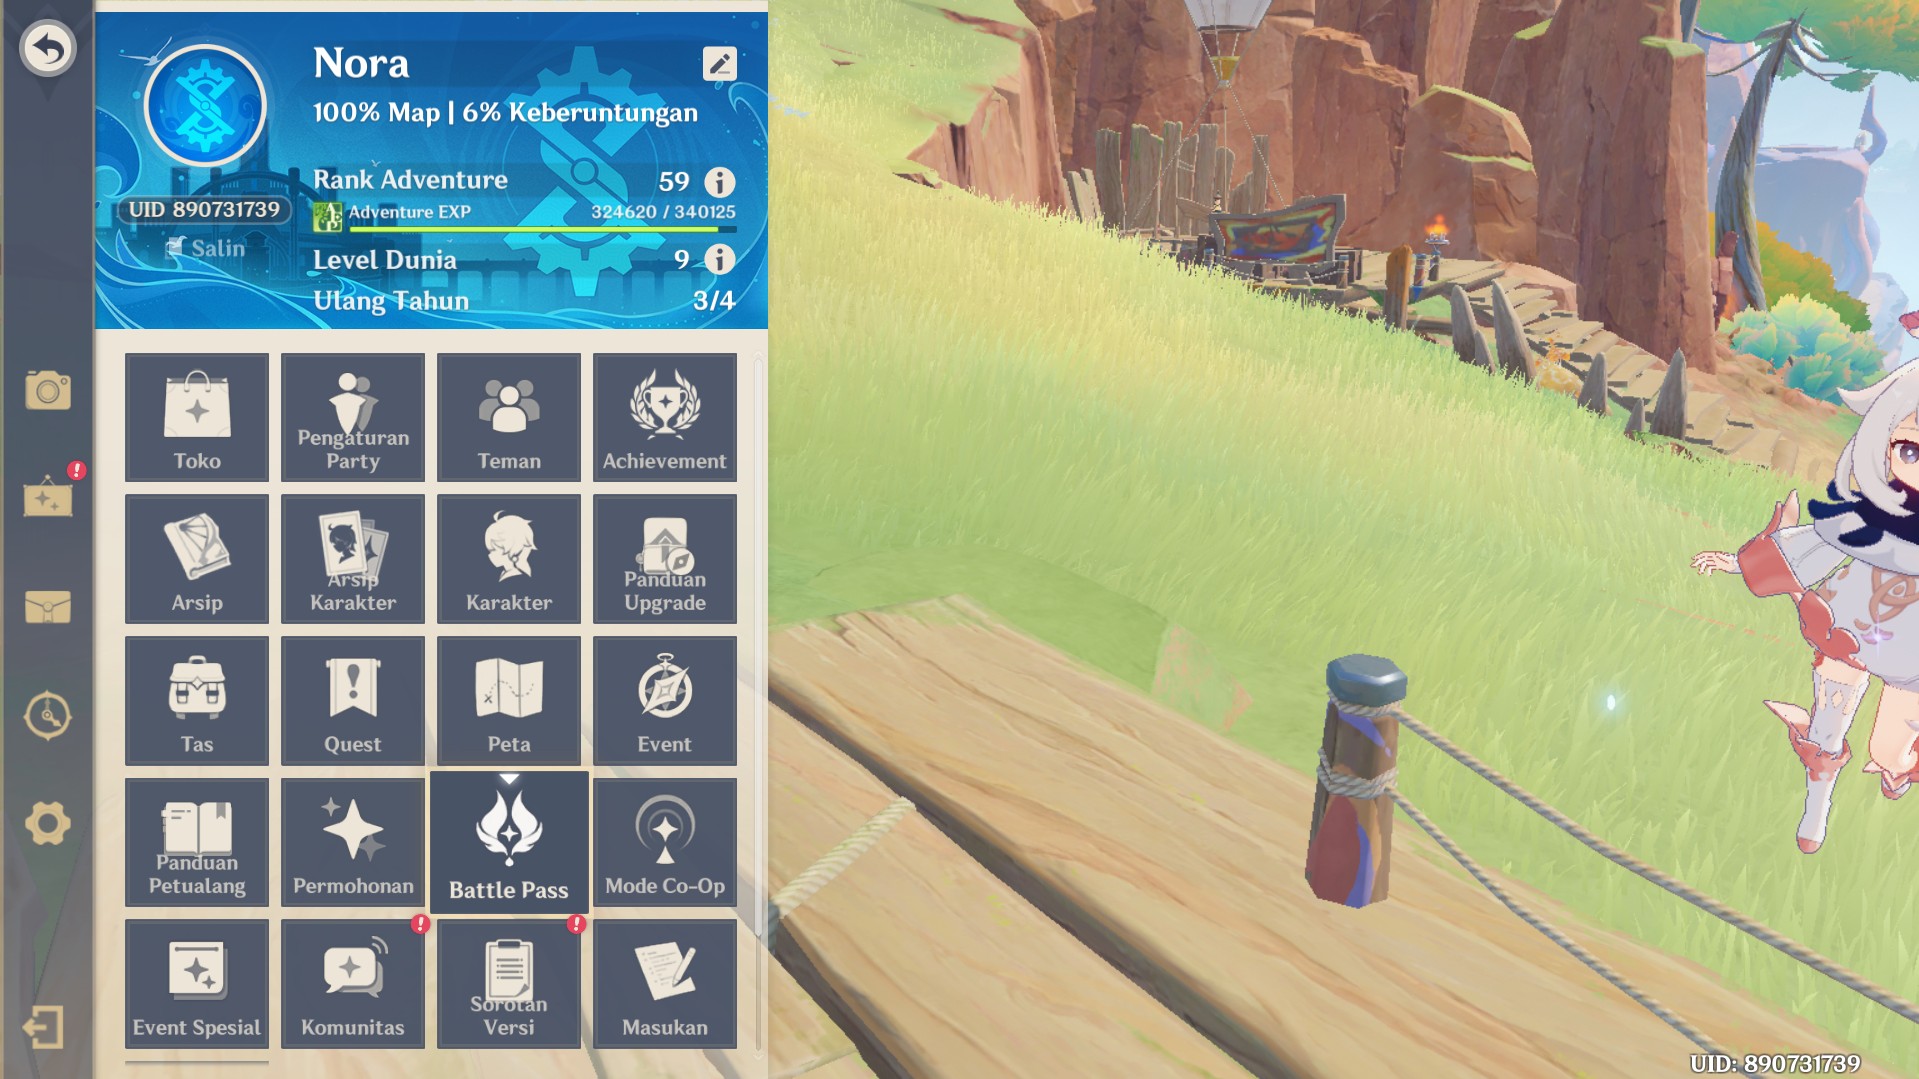 Nora
100% Map | 6% Keberuntungan
Rank Adventure 59
Adventure EXP 324620 / 340125
UID 890731739
Salin
Level Dunia 9
Ulang Tahun 3/4
Toko
Pengaturan
Party
Teman
Achievement
Arsip
Arsip
Karakter
Karakter
Panduan
Upgrade
Tas
Quest
Peta
Event
Panduan
Petualang
Permohonan
Battle Pass
Mode Co-Op
Event Spesial
Komunitas
Sorotan
Versi
Masukan
UID: 890731739